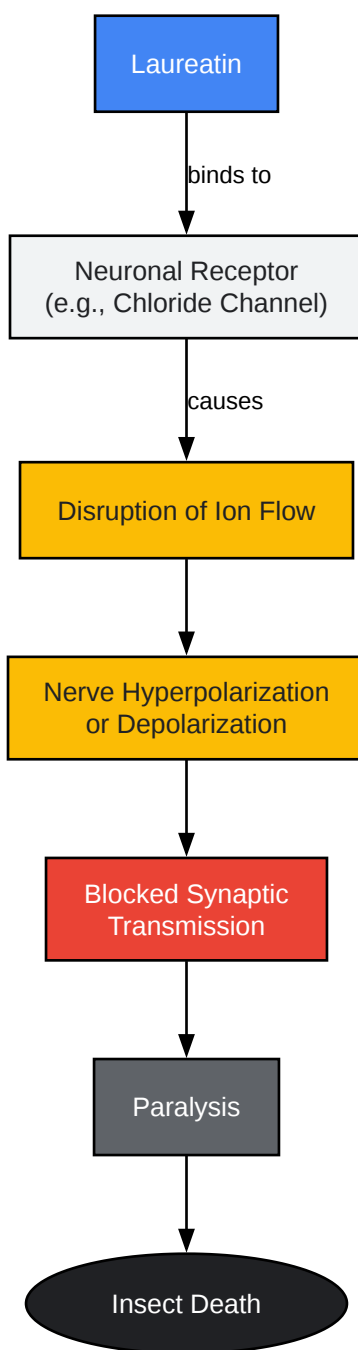 Laureatin
binds to
Neuronal Receptor
(e.g., Chloride Channel)
causes
Disruption of Ion Flow
Nerve Hyperpolarization
or Depolarization
Blocked Synaptic
Transmission
Paralysis
Insect Death